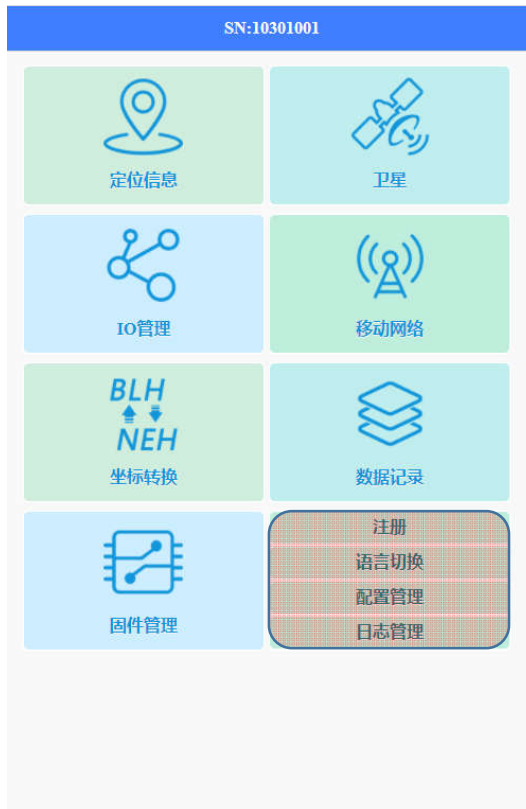 SN:10301001
定位信息
卫星
IO管理
移动网络
BLH
NEH
坐标转换
数据记录
固件管理
注册
语言切换
配置管理
日志管理